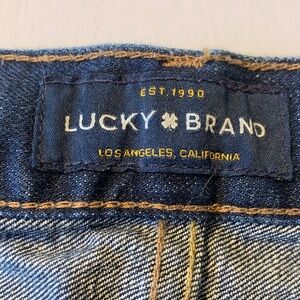 EST. 1990
LUCKY BRAND
LOS ANGELES, CALIFORNIA